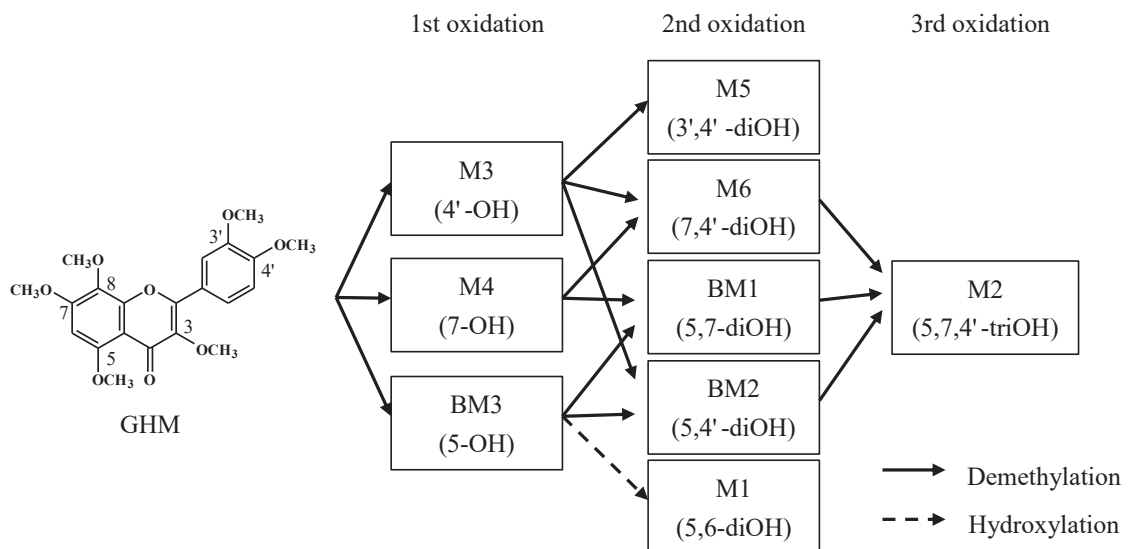 1st oxidation
2nd oxidation
3rd oxidation
M5
(3',4' -diOH)
M3
(4' -OH)
M6
(7,4' -diOH)
M4
(7-OH)
BM1
(5,7-diOH)
M2
(5,7,4' -triOH)
BM3
(5-OH)
BM2
(5,4' -diOH)
M1
(5,6-diOH)
OCH3
3'
OCH3
4'
H3CO
8
O
H3CO
7
3
OCH3
5
OCH3
O
GHM
Demethylation
Hydroxylation